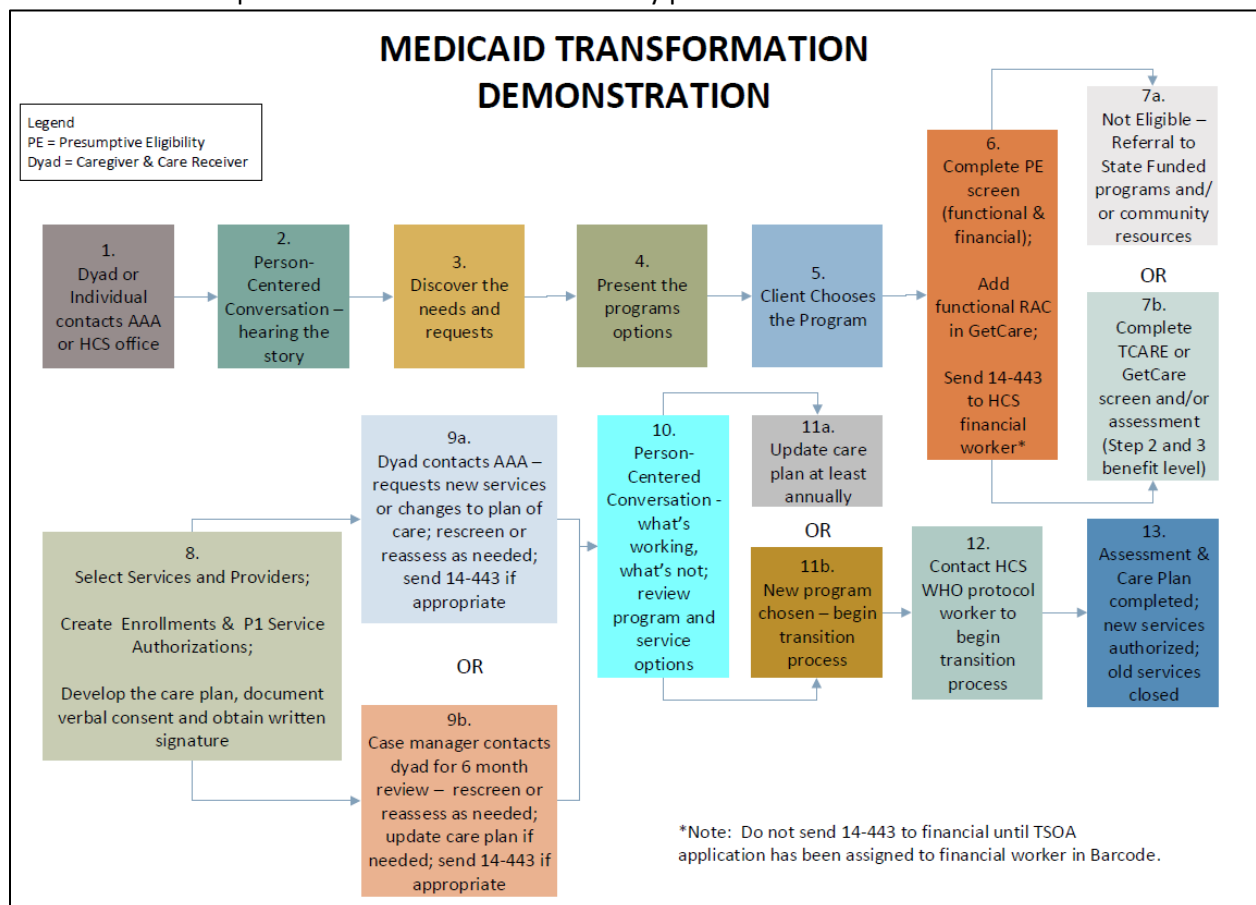 MEDICAID TRANSFORMATION
DEMONSTRATION
Legend
PE = Presumptive Eligibility
Dyad = Caregiver & Care Receiver
1.
Dyad or
Individual
contacts AAA
or HCS office
2.
Person-
Centered
Conversation –
hearing the
story
3.
Discover the
needs and
requests
4.
Present the
programs
options
5.
Client Chooses
the Program
6.
Complete PE
screen
(functional &
financial);
Add
functional RAC
in GetCare;
Send 14-443
to HCS
financial
worker*
7a.
Not Eligible –
Referral to
State Funded
programs and/
or community
resources
OR
7b.
Complete
TCARE or
GetCare
screen and/or
assessment
(Step 2 and 3
benefit level)
8.
Select Services and Providers;
Create Enrollments & P1 Service
Authorizations;
Develop the care plan, document
verbal consent and obtain written
signature
9a.
Dyad contacts AAA –
requests new services
or changes to plan of
care; rescreen or
reassess as needed;
send 14-443 if
appropriate
OR
9b.
Case manager contacts
dyad for 6 month
review – rescreen or
reassess as needed;
update care plan if
needed; send 14-443 if
appropriate
10.
Person-
Centered
Conversation -
what's
working,
what's not;
review
program and
service
options
11a.
Update care
plan at least
annually
OR
11b.
New program
chosen – begin
transition
process
12.
Contact HCS
WHO protocol
worker to
begin
transition
process
13.
Assessment &
Care Plan
completed;
new services
authorized;
old services
closed
*Note: Do not send 14-443 to financial until TSOA
application has been assigned to financial worker in Barcode.